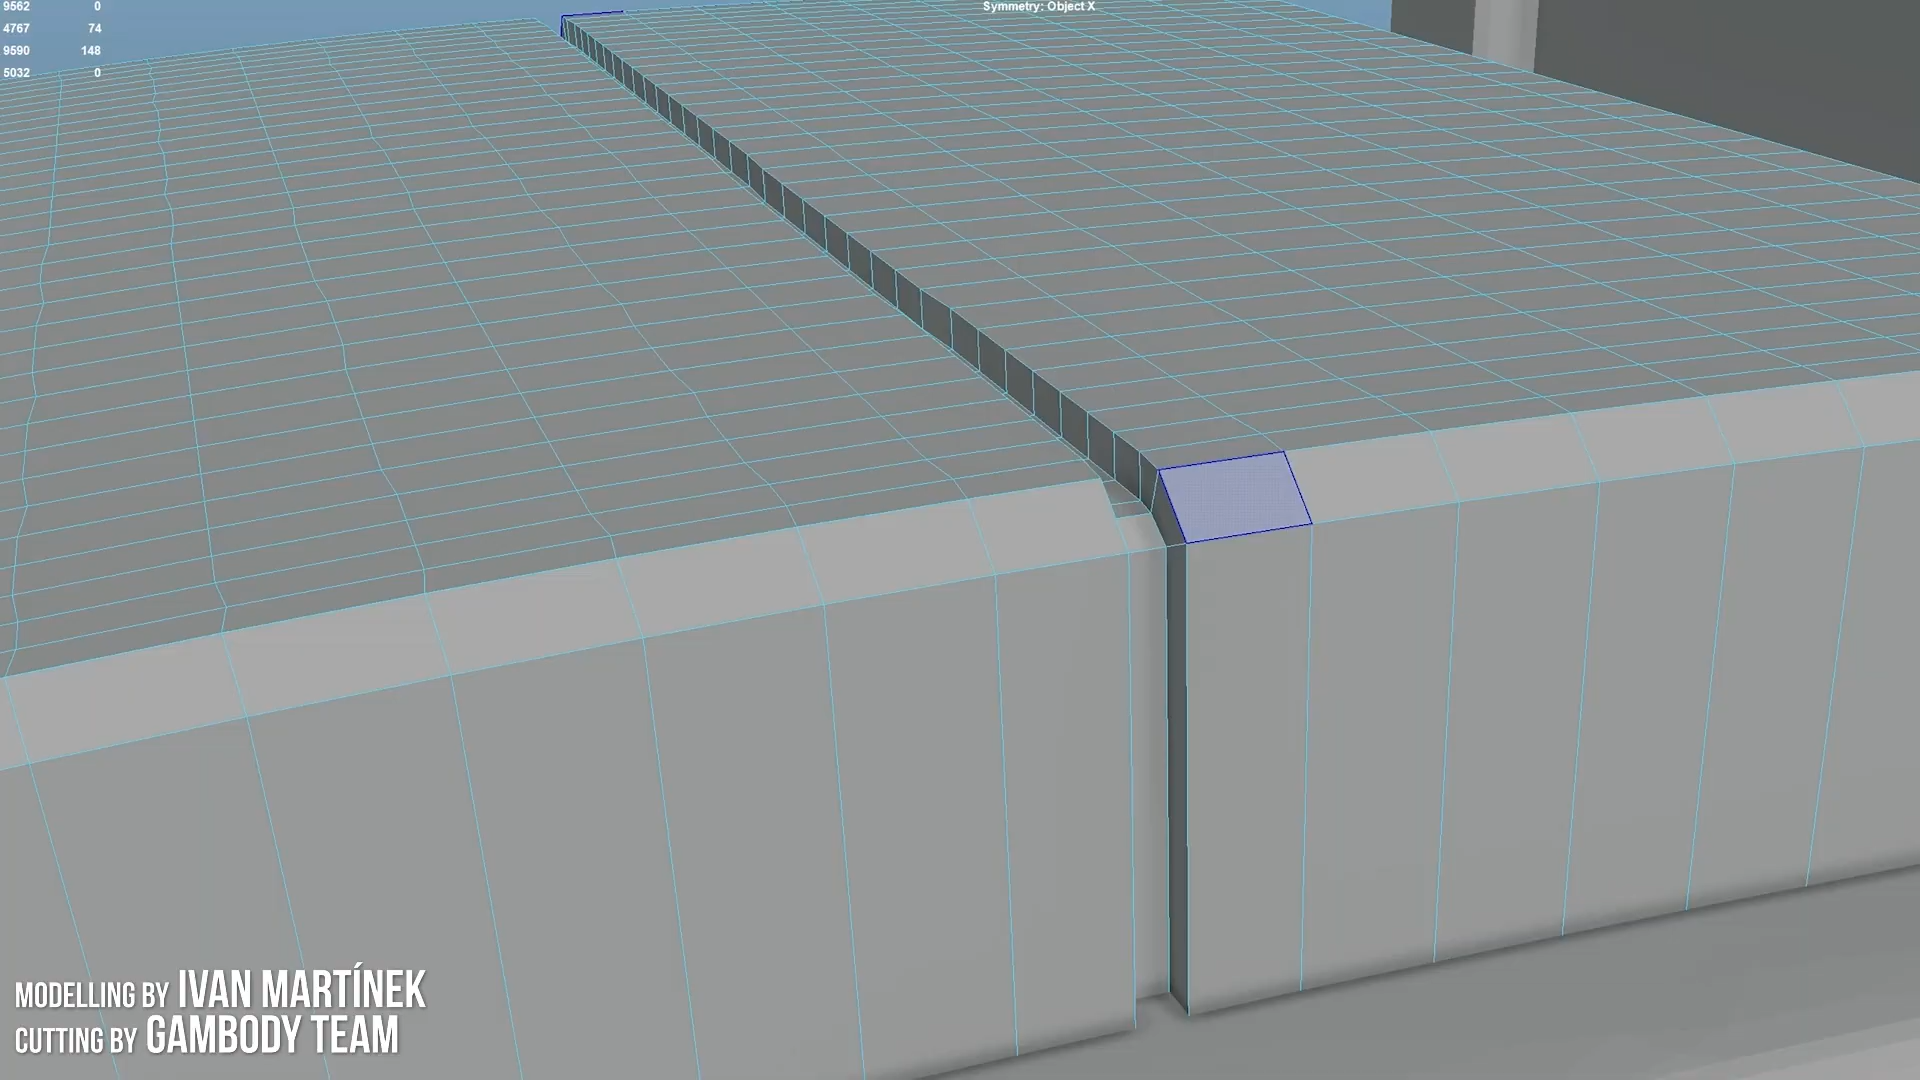 9562 0
4767 74
9590 148
5032 0
Symmetry: Object X
MODELLING BY IVAN MARTÍNEK
CUTTING BY GAMBODY TEAM